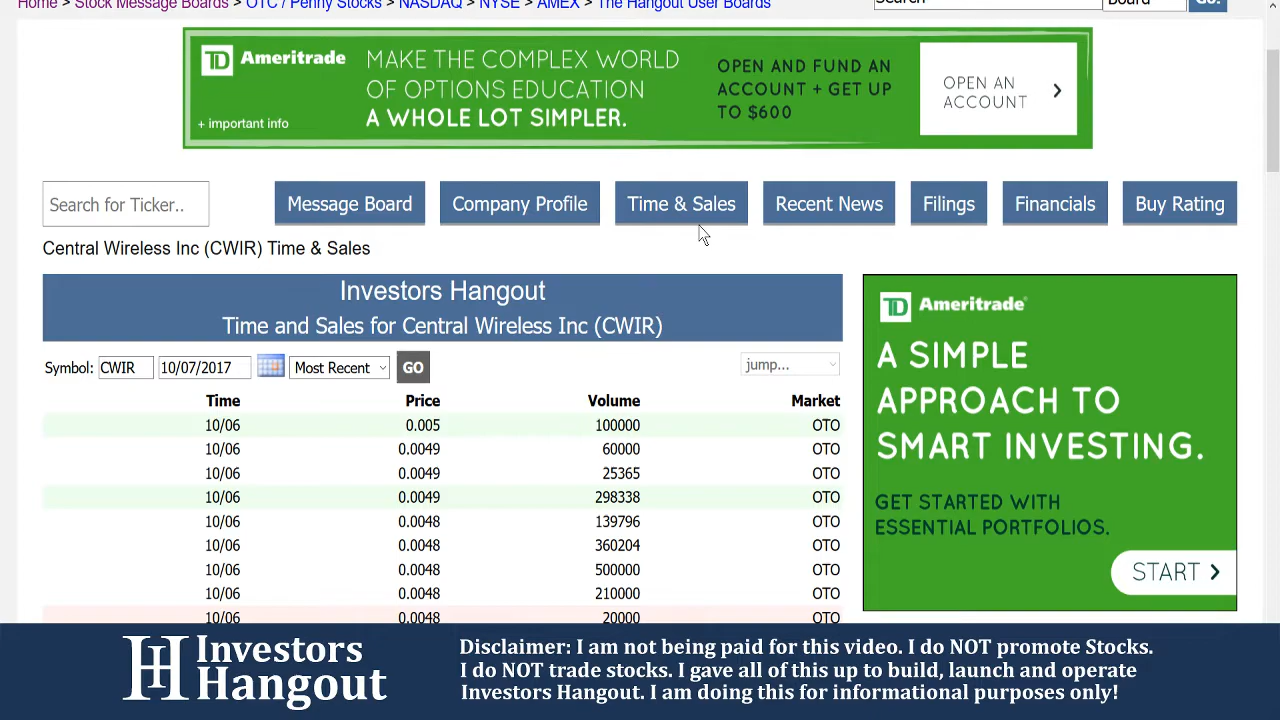 Home > Stock Message Boards > OTC / Penny Stocks > NASDAQ > NYSE > AMEX > The Hangout User Boards
Search Board Go!
TD Ameritrade
MAKE THE COMPLEX WORLD
OF OPTIONS EDUCATION
A WHOLE LOT SIMPLER.
+ important info
OPEN AND FUND AN
ACCOUNT + GET UP
TO $600
OPEN AN
ACCOUNT
Search for Ticker.. Message Board Company Profile Time & Sales Recent News Filings Financials Buy Rating
Central Wireless Inc (CWIR) Time & Sales
Investors Hangout
Time and Sales for Central Wireless Inc (CWIR)
Symbol: CWIR 10/07/2017 Most Recent GO jump...
Time Price Volume Market
10/06 0.005 100000 OTO
10/06 0.0049 60000 OTO
10/06 0.0049 25365 OTO
10/06 0.0049 298338 OTO
10/06 0.0048 139796 OTO
10/06 0.0048 360204 OTO
10/06 0.0048 500000 OTO
10/06 0.0048 210000 OTO
10/06 0.0048 20000 OTO
TD Ameritrade®
A SIMPLE
APPROACH TO
SMART INVESTING.
GET STARTED WITH
ESSENTIAL PORTFOLIOS.
START
IH Investors
Hangout
Disclaimer: I am not being paid for this video. I do NOT promote Stocks.
I do NOT trade stocks. I gave all of this up to build, launch and operate
Investors Hangout. I am doing this for informational purposes only!